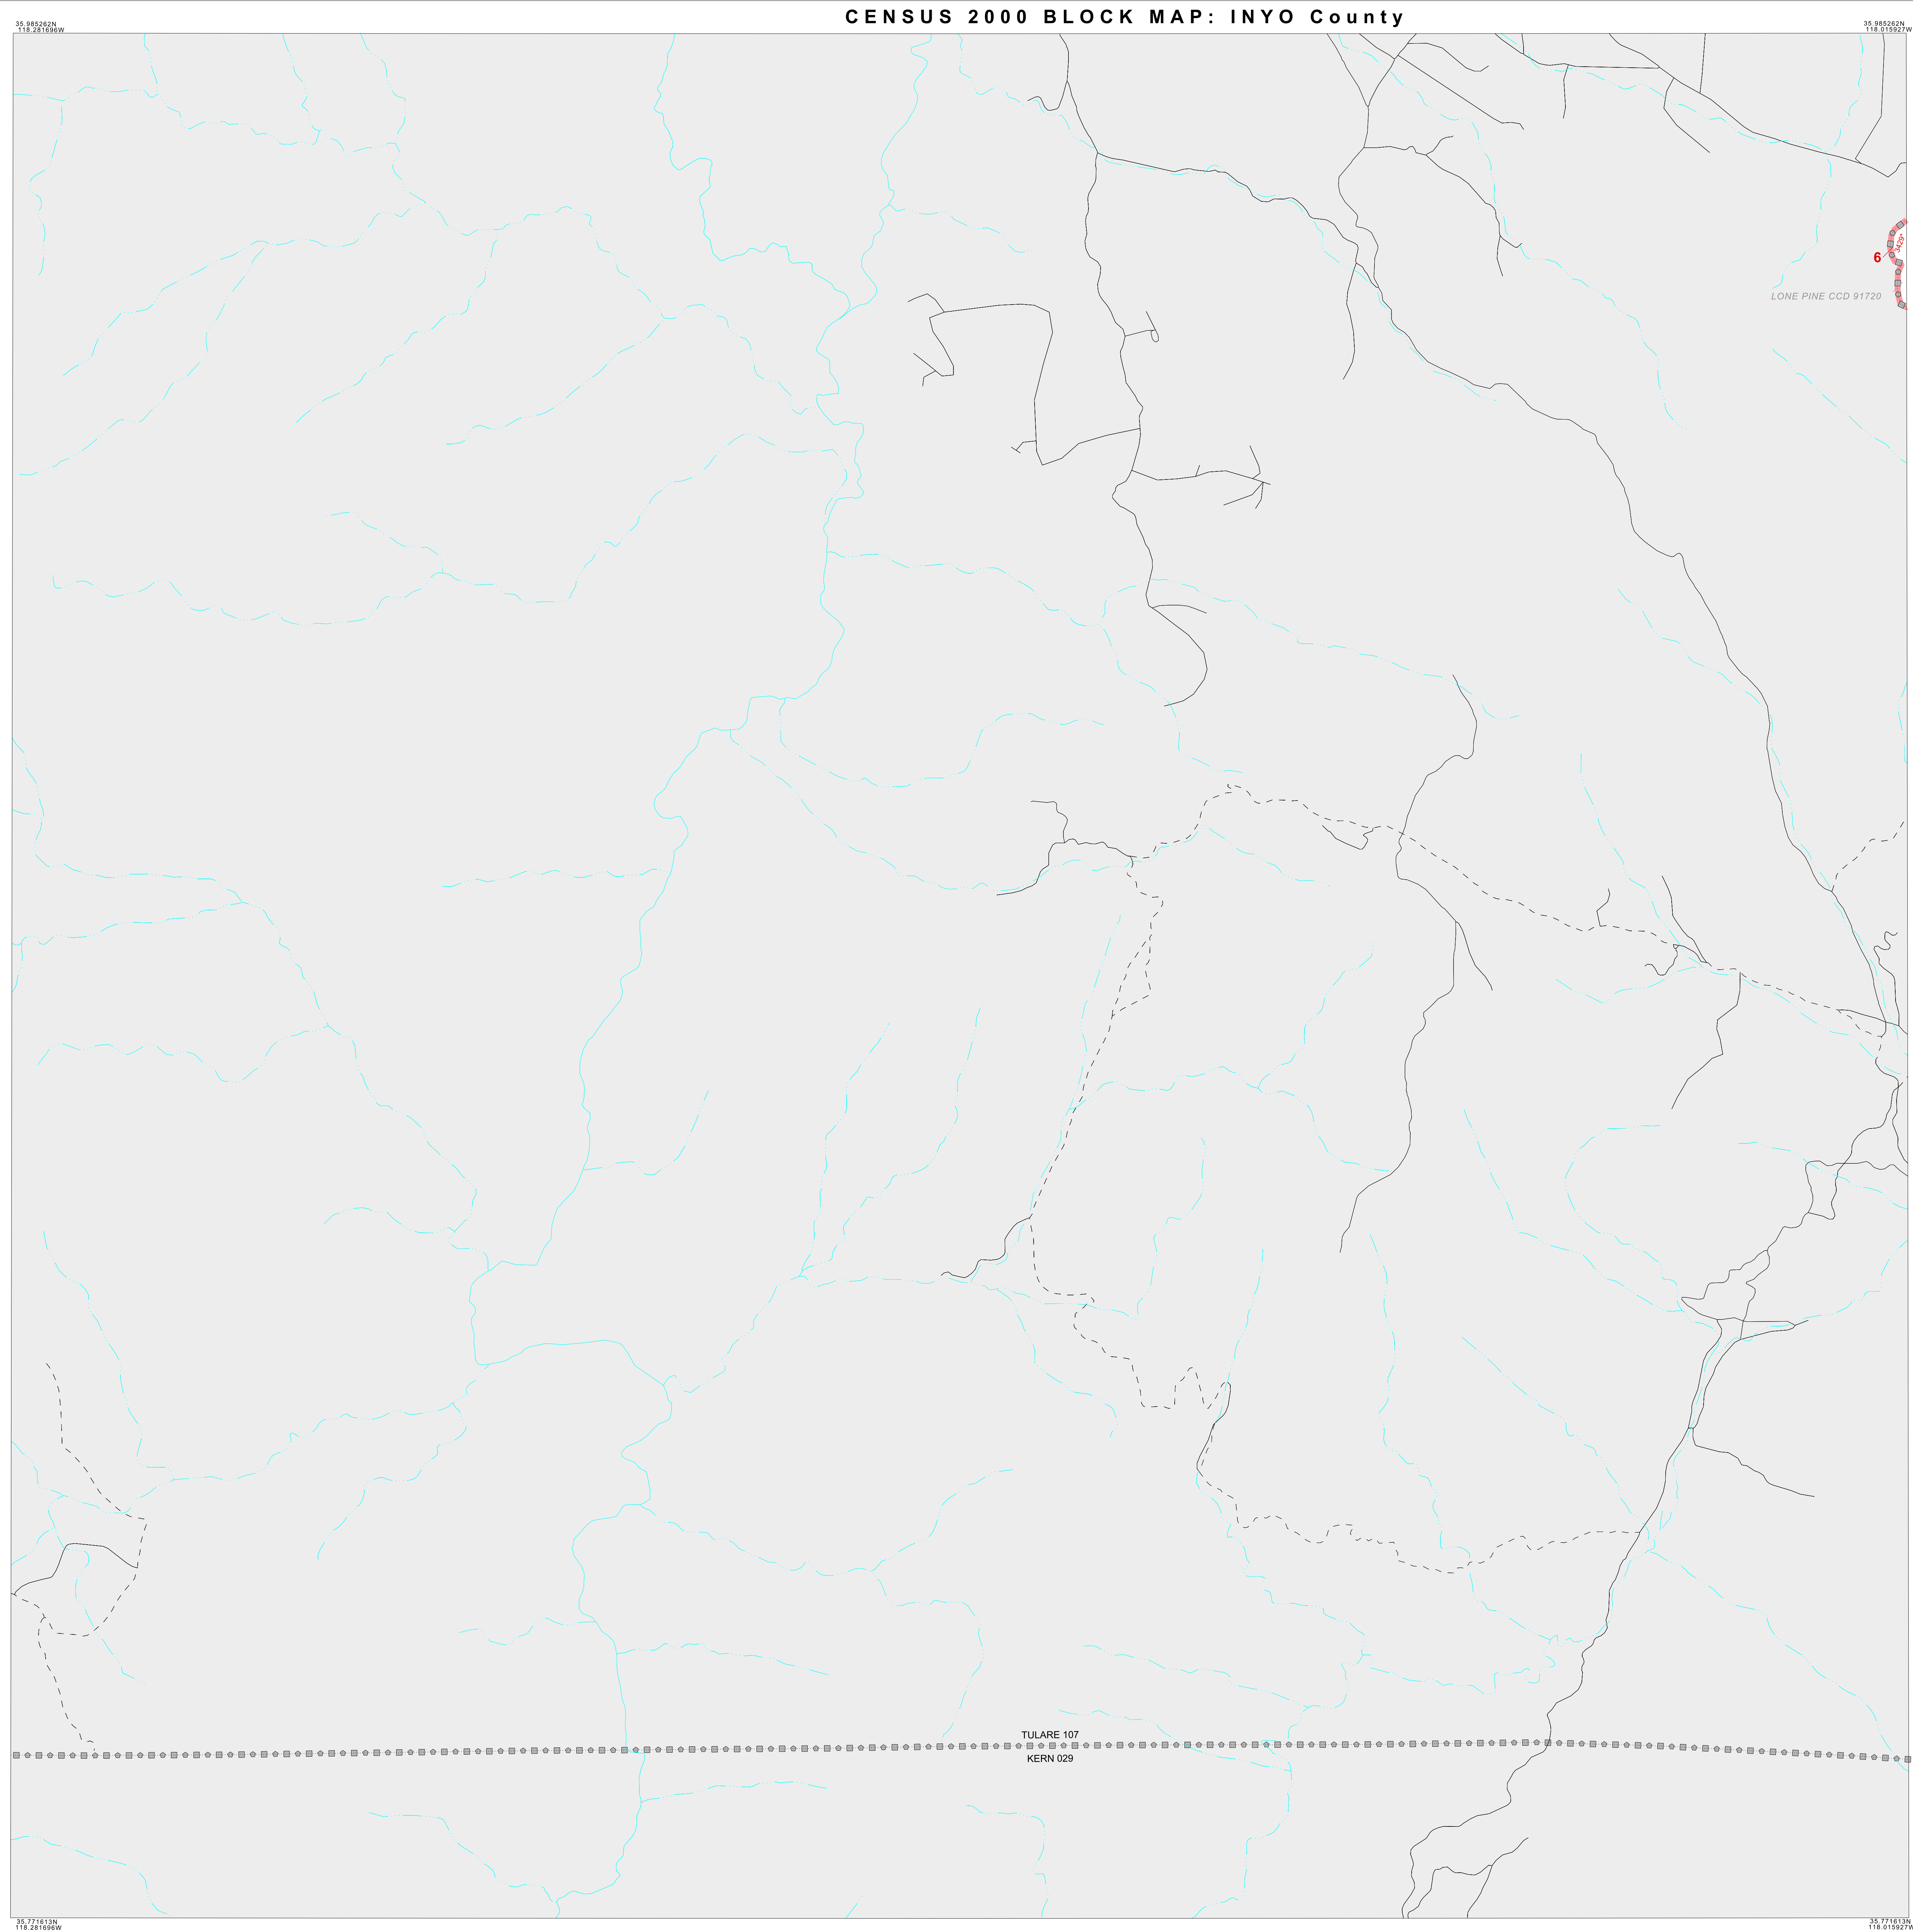 CENSUS 2000 BLOCK MAP: INYO County
35.985262N
118.281696W
35.985262N
118.015927W
3429*
6
LONE PINE CCD 91720
TULARE 107
KERN 029
35.771613N
118.281696W
35.771613N
118.015927W